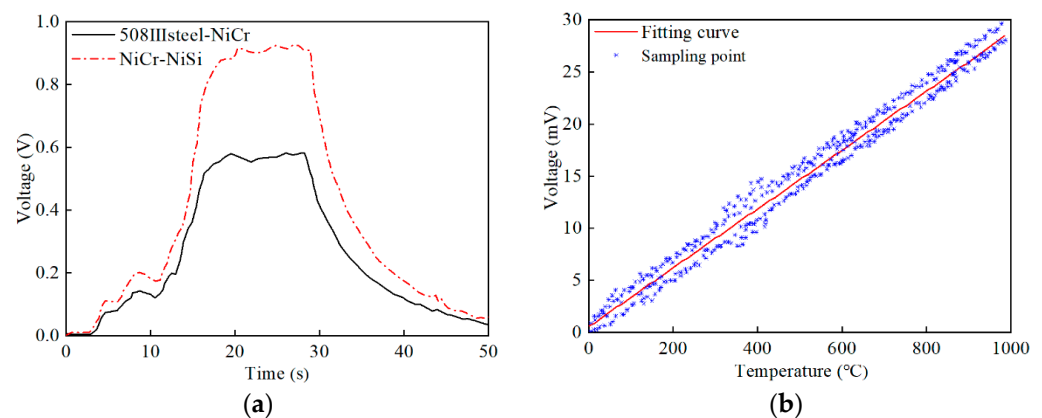 1.0
0.8
0.6
0.4
0.2
0.0
Voltage (V)
508IIIsteel-NiCr
NiCr-NiSi
0
10
20
30
40
50
Time (s)
(a)
30
25
20
15
10
5
0
Voltage (mV)
Fitting curve
Sampling point
0
200
400
600
800
1000
Temperature (℃)
(b)